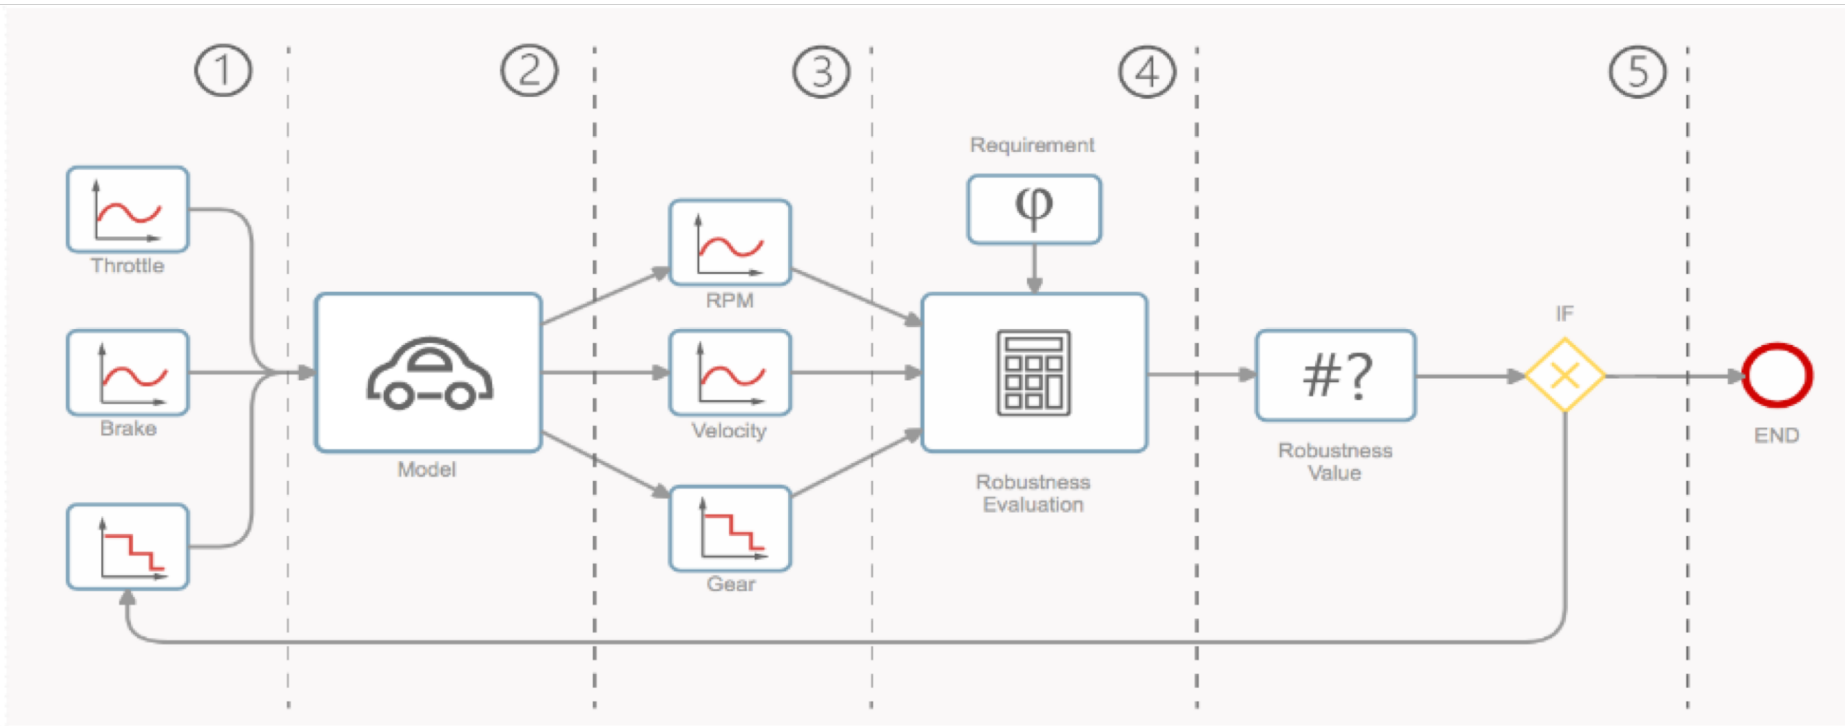 1
2
3
4
5
Requirement
φ
Throttle
RPM
IF
#?
Brake
Velocity
END
Model
Robustness
Value
Robustness
Evaluation
Gear